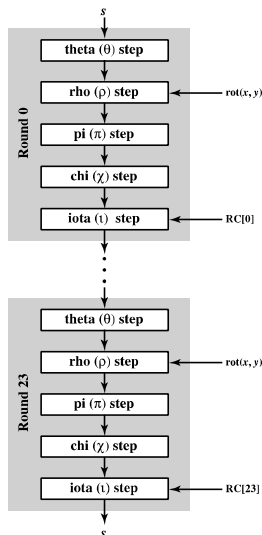 s
theta (θ) step
rho (ρ) step
rot(x, y)
pi (π) step
chi (χ) step
iota (ι) step
RC[0]
Round 0
theta (θ) step
rho (ρ) step
rot(x, y)
pi (π) step
chi (χ) step
iota (ι) step
RC[23]
Round 23
s